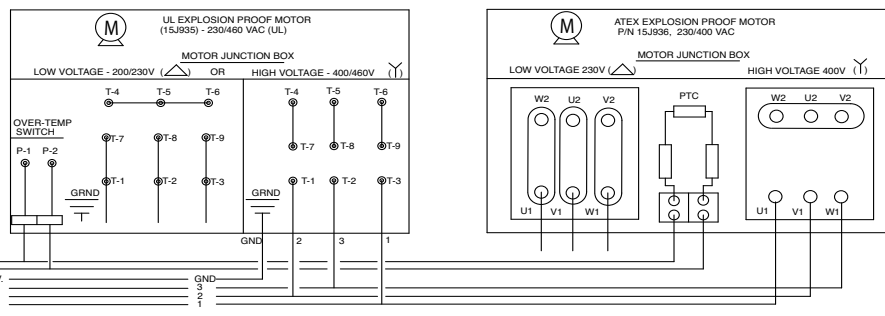 M
UL EXPLOSION PROOF MOTOR
(15J935) - 230/460 VAC (UL)
MOTOR JUNCTION BOX
LOW VOLTAGE - 200/230V ( ) OR HIGH VOLTAGE - 400/460V ( )
T-4 T-5 T-6 T-4 T-5 T-6
OVER-TEMP
SWITCH
P-1 P-2
T-7 T-8 T-9 T-7 T-8 T-9
T-1 T-2 T-3 T-1 T-2 T-3
GRND GRND
GND 2 3 1
GND
3
2
1
M
ATEX EXPLOSION PROOF MOTOR
P/N 15J936, 230/400 VAC
MOTOR JUNCTION BOX
LOW VOLTAGE 230V ( ) HIGH VOLTAGE 400V ( )
W2 U2 V2 PTC W2 U2 V2
U1 V1 W1 U1 V1 W1